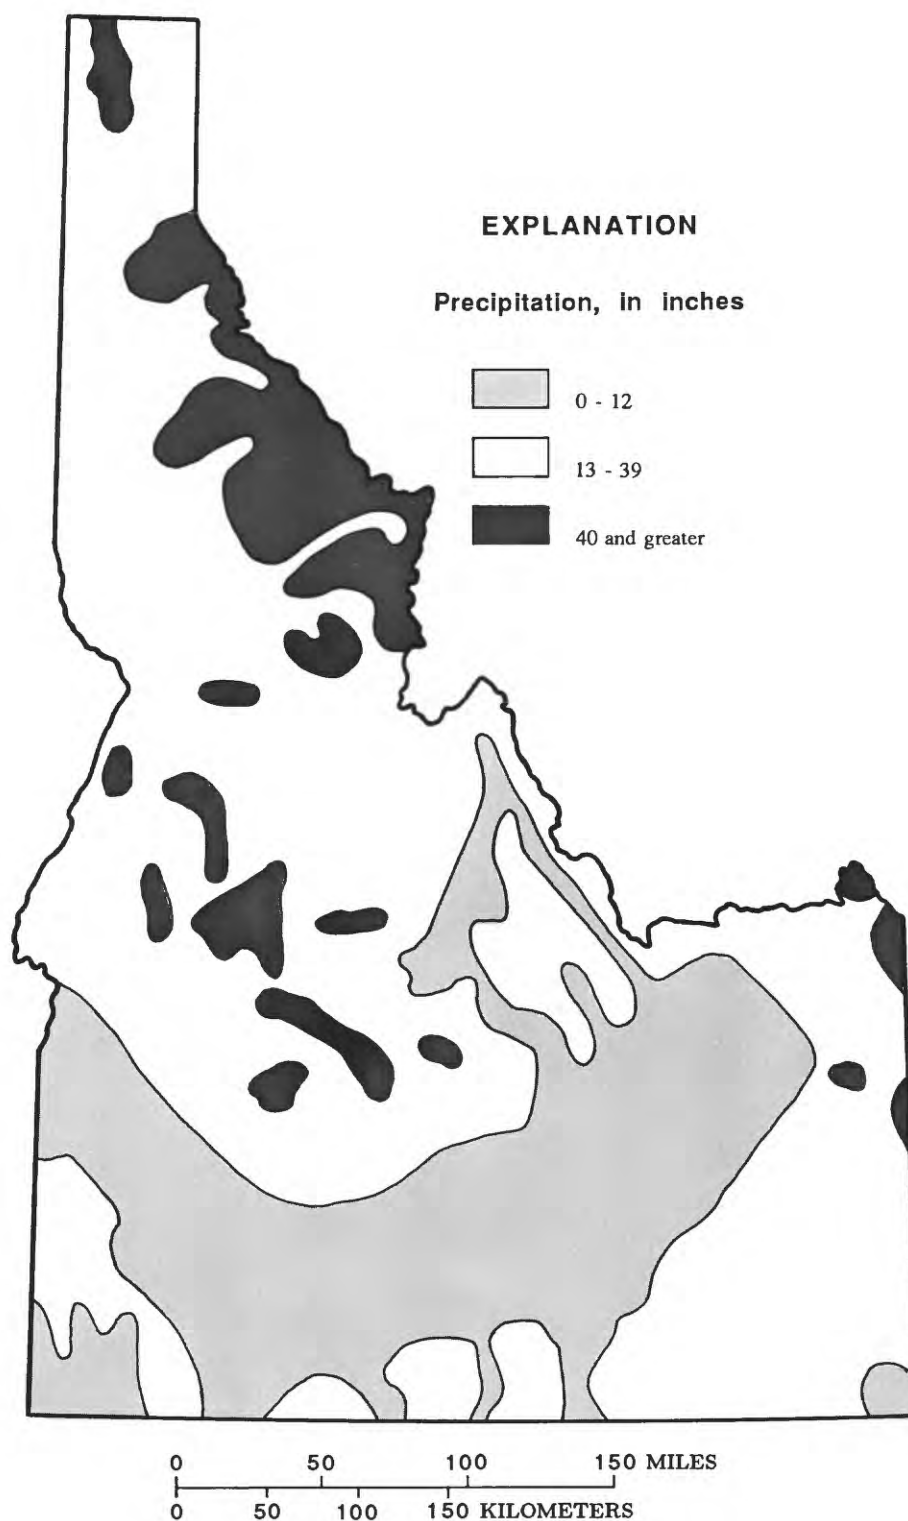 EXPLANATION
Precipitation, in inches
0 - 12
13 - 39
40 and greater
0 50 100 150 MILES
0 50 100 150 KILOMETERS